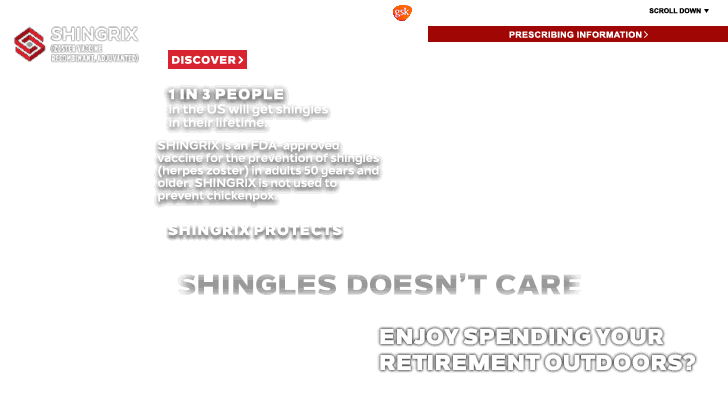 gsk
SCROLL DOWN
PRESCRIBING INFORMATION
SHINGRIX
(ZOSTER VACCINE
RECOMBINANT, ADJUVANTED)
DISCOVER
1 IN 3 PEOPLE
in the US will get shingles
in their lifetime.
SHINGRIX is an FDA-approved
vaccine for the prevention of shingles
(herpes zoster) in adults 50 years and
older. SHINGRIX is not used to
prevent chickenpox.
SHINGRIX PROTECTS
SHINGLES DOESN'T CARE
ENJOY SPENDING YOUR
RETIREMENT OUTDOORS?